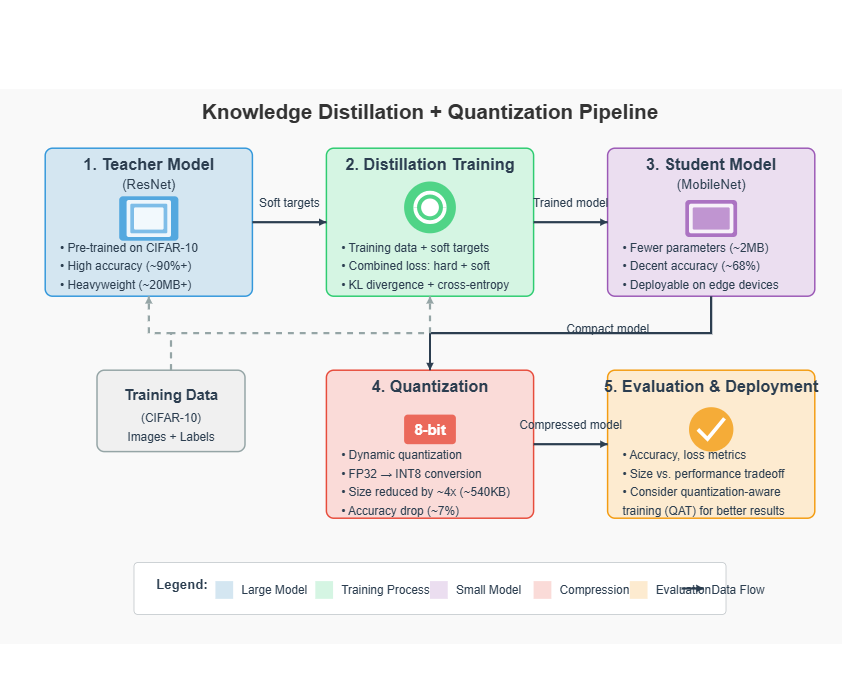 Knowledge Distillation + Quantization Pipeline
1. Teacher Model
(ResNet)
• Pre-trained on CIFAR-10
• High accuracy (~90%+)
• Heavyweight (~20MB+)
Soft targets
2. Distillation Training
• Training data + soft targets
• Combined loss: hard + soft
• KL divergence + cross-entropy
Trained model
3. Student Model
(MobileNet)
• Fewer parameters (~2MB)
• Decent accuracy (~68%)
• Deployable on edge devices
Compact model
Training Data
(CIFAR-10)
Images + Labels
4. Quantization
8-bit
• Dynamic quantization
• FP32 → INT8 conversion
• Size reduced by ~4x (~540KB)
• Accuracy drop (~7%)
Compressed model
5. Evaluation & Deployment
• Accuracy, loss metrics
• Size vs. performance tradeoff
• Consider quantization-aware
training (QAT) for better results
Legend: Large Model Training Process Small Model Compression Evaluation Data Flow